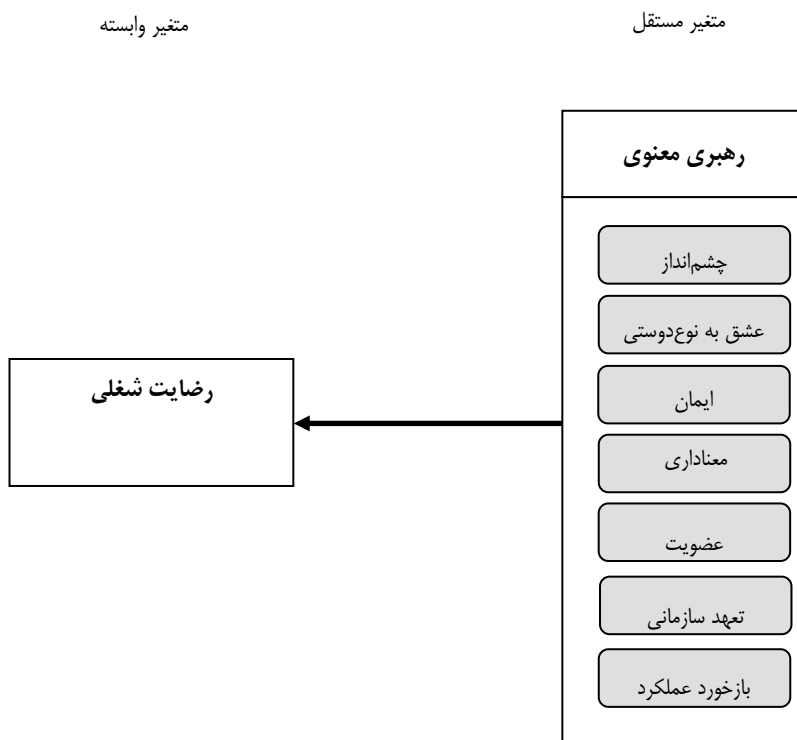 متغیر مستقل
متغیر وابسته
رهبری معنوی
چشم‌انداز
عشق به نوع‌دوستی
ایمان
معناداری
عضویت
تعهد سازمانی
بازخورد عملکرد
رضایت شغلی